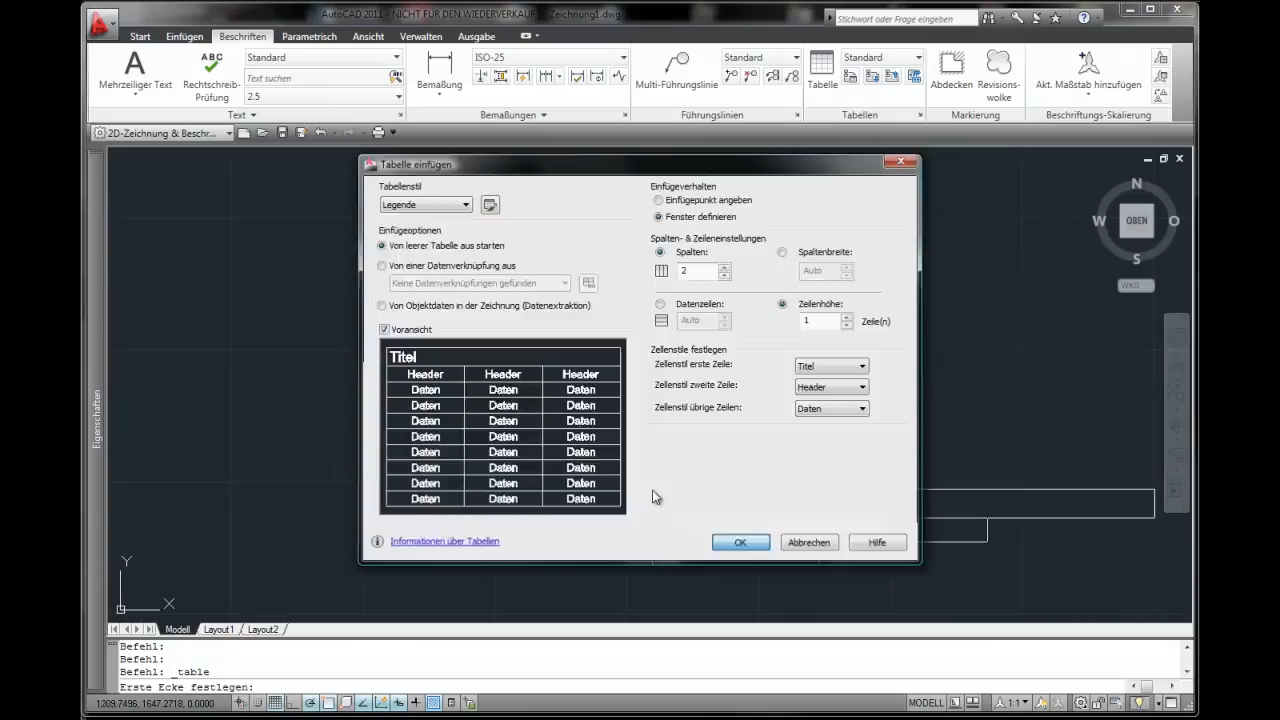 AutoCAD 2011 - NICHT FÜR DEN WIEDERVERKAUF Zeichnung1.dwg
Stichwort oder Frage eingeben
Start Einfügen Beschriften Parametrisch Ansicht Verwalten Ausgabe
Mehrzeiliger Text
ABC
Rechtschreib-
Prüfung
Standard
Text suchen
2.5
Bemaßung
ISO-25
Multi-Führungslinie
Standard
Tabelle
Standard
Abdecken
Revisions-
wolke
Akt. Maßstab hinzufügen
Text Bemaßungen Führungslinien Tabellen Markierung Beschriftungs-Skalierung
2D-Zeichnung & Beschr...
Eigenschaften
Tabelle einfügen
Tabellenstil
Legende
Einfügeoptionen
Von leerer Tabelle aus starten
Von einer Datenverknüpfung aus
Keine Datenverknüpfungen gefunden
Von Objektdaten in der Zeichnung (Datenextraktion)
Voransicht
Titel
Header Header Header
Daten Daten Daten
Daten Daten Daten
Daten Daten Daten
Daten Daten Daten
Daten Daten Daten
Daten Daten Daten
Daten Daten Daten
Daten Daten Daten
Informationen über Tabellen
Einfügeverhalten
Einfügepunkt angeben
Fenster definieren
Spalten- & Zeileneinstellungen
Spalten: Spaltenbreite:
2 Auto
Datenzeilen: Zeilenhöhe:
Auto 1 Zeile(n)
Zellenstile festlegen
Zellenstil erste Zeile: Titel
Zellenstil zweite Zeile: Header
Zellenstil übrige Zeilen: Daten
OK Abbrechen Hilfe
N
W OBEN O
S
WKS
Y
X
Modell Layout1 Layout2
Befehl:
Befehl:
Befehl: _table
Erste Ecke festlegen:
1209.7496, 1647.2718, 0.0000
MODELL
1:1